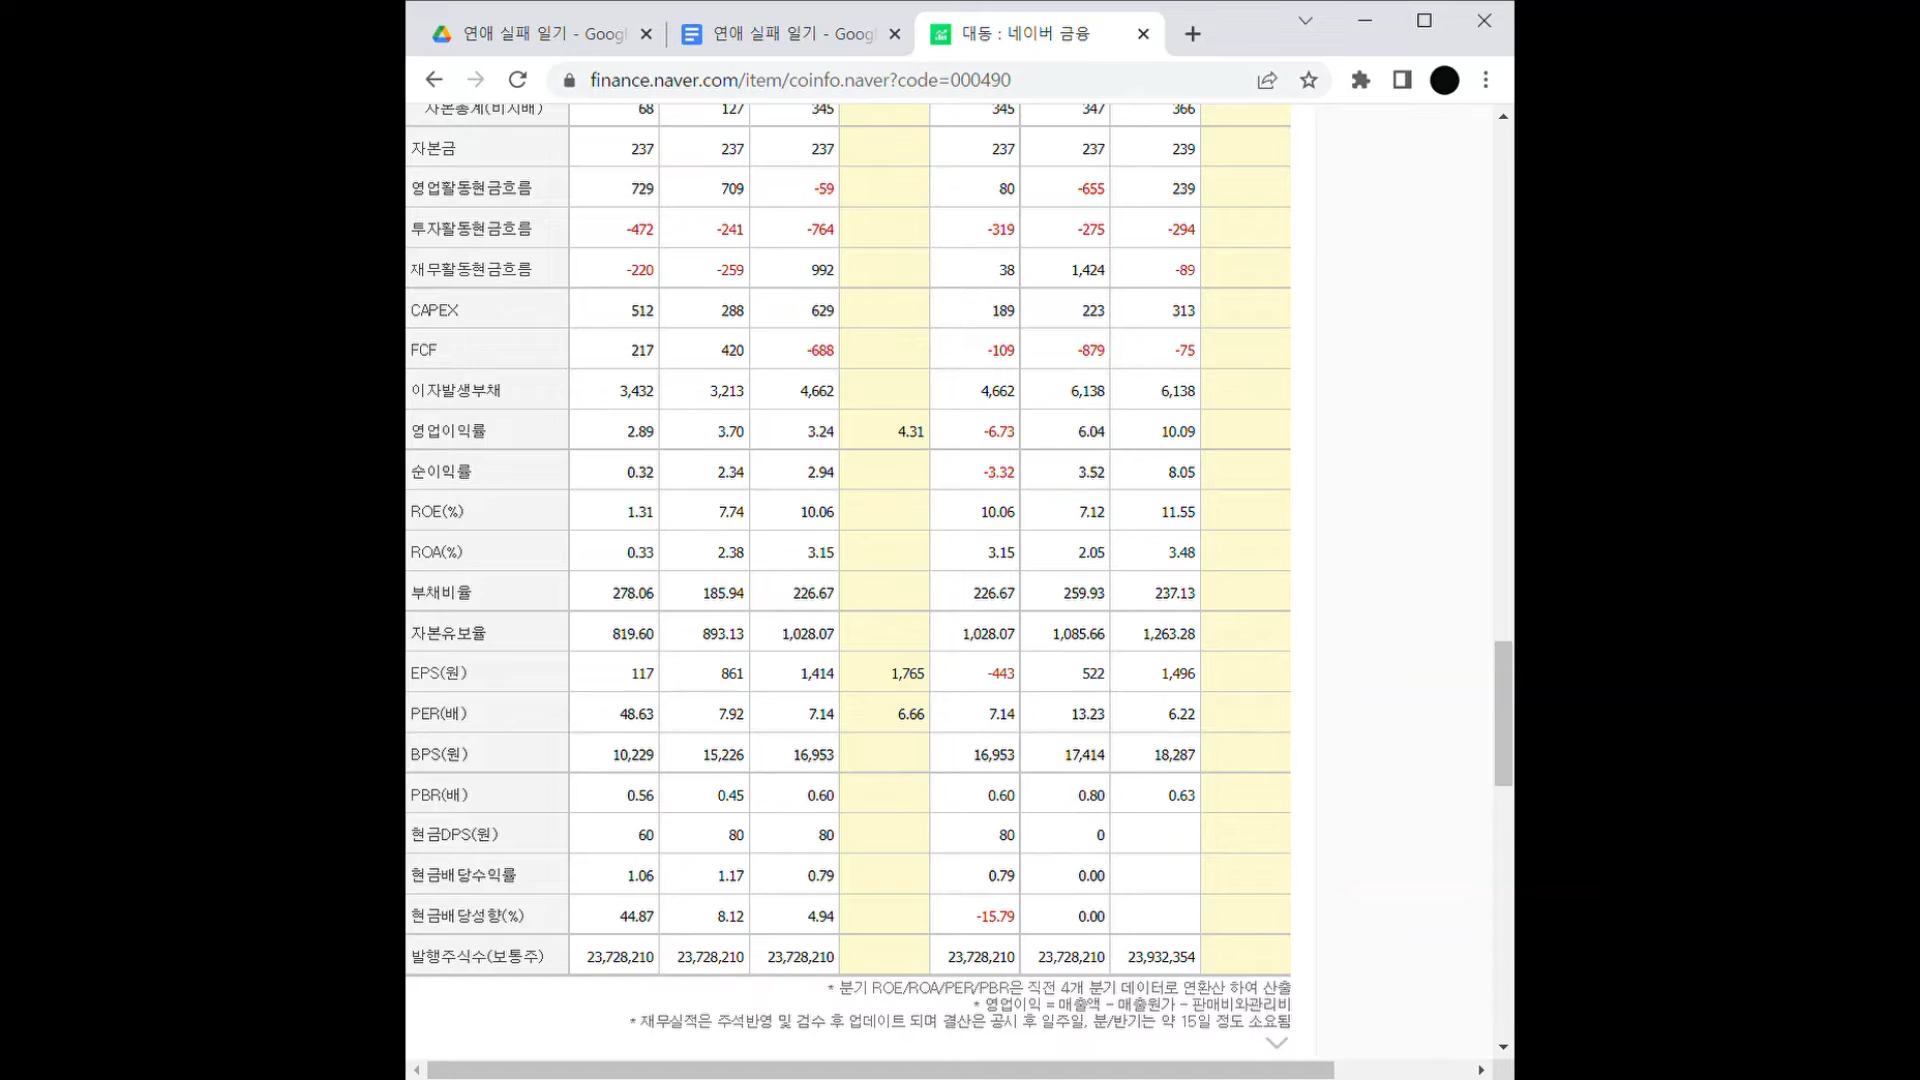 연애 실패 일기 - Googl
연애 실패 일기 - Googl
대동 : 네이버 금융
finance.naver.com/item/coinfo.naver?code=000490
자본총계(비지배) 68 127 345 345 347 366
자본금 237 237 237 237 237 239
영업활동현금흐름 729 709 -59 80 -655 239
투자활동현금흐름 -472 -241 -764 -319 -275 -294
재무활동현금흐름 -220 -259 992 38 1,424 -89
CAPEX 512 288 629 189 223 313
FCF 217 420 -688 -109 -879 -75
이자발생부채 3,432 3,213 4,662 4,662 6,138 6,138
영업이익률 2.89 3.70 3.24 4.31 -6.73 6.04 10.09
순이익률 0.32 2.34 2.94 -3.32 3.52 8.05
ROE(%) 1.31 7.74 10.06 10.06 7.12 11.55
ROA(%) 0.33 2.38 3.15 3.15 2.05 3.48
부채비율 278.06 185.94 226.67 226.67 259.93 237.13
자본유보율 819.60 893.13 1,028.07 1,028.07 1,085.66 1,263.28
EPS(원) 117 861 1,414 1,765 -443 522 1,496
PER(배) 48.63 7.92 7.14 6.66 7.14 13.23 6.22
BPS(원) 10,229 15,226 16,953 16,953 17,414 18,287
PBR(배) 0.56 0.45 0.60 0.60 0.80 0.63
현금DPS(원) 60 80 80 80 0
현금배당수익률 1.06 1.17 0.79 0.79 0.00
현금배당성향(%) 44.87 8.12 4.94 -15.79 0.00
발행주식수(보통주) 23,728,210 23,728,210 23,728,210 23,728,210 23,728,210 23,932,354
* 분기 ROE/ROA/PER/PBR은 직전 4개 분기 데이터로 연환산 하여 산출
* 영업이익 = 매출액 - 매출원가 - 판매비와관리비
* 재무실적은 주석반영 및 검수 후 업데이트 되며 결산은 공시 후 일주일, 분/반기는 약 15일 정도 소요됨